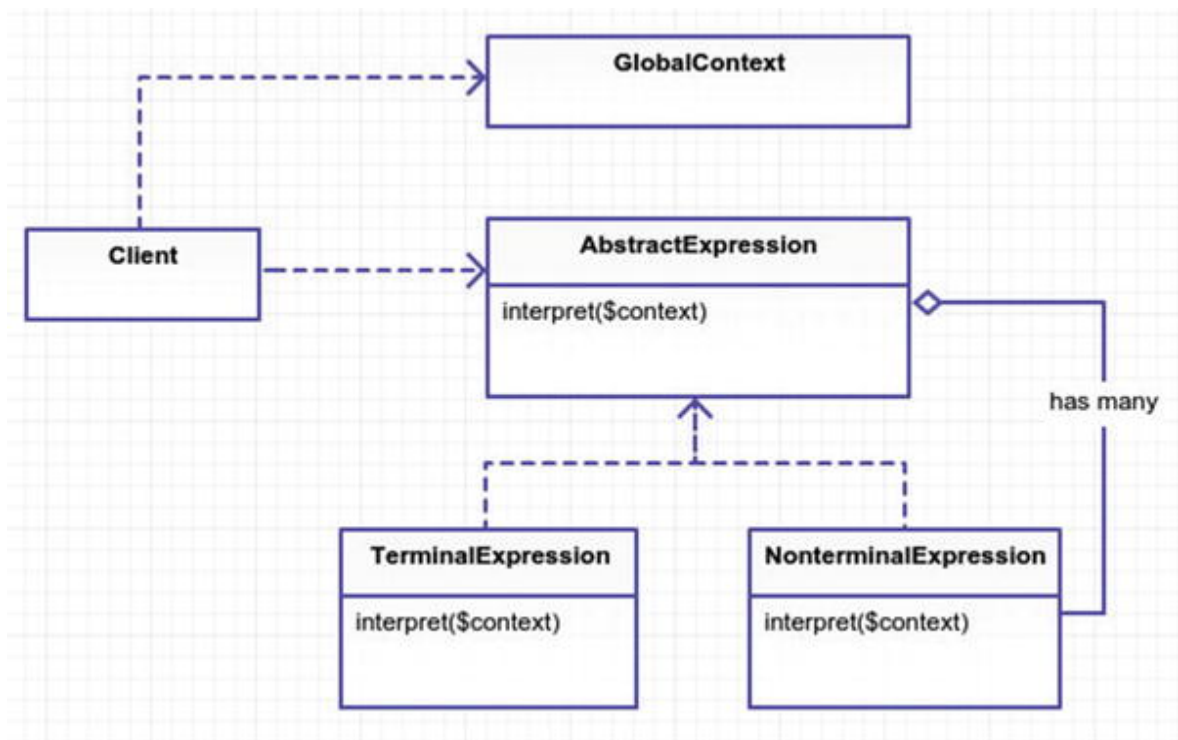 GlobalContext
Client
AbstractExpression
interpret($context)
has many
TerminalExpression
interpret($context)
NonterminalExpression
interpret($context)